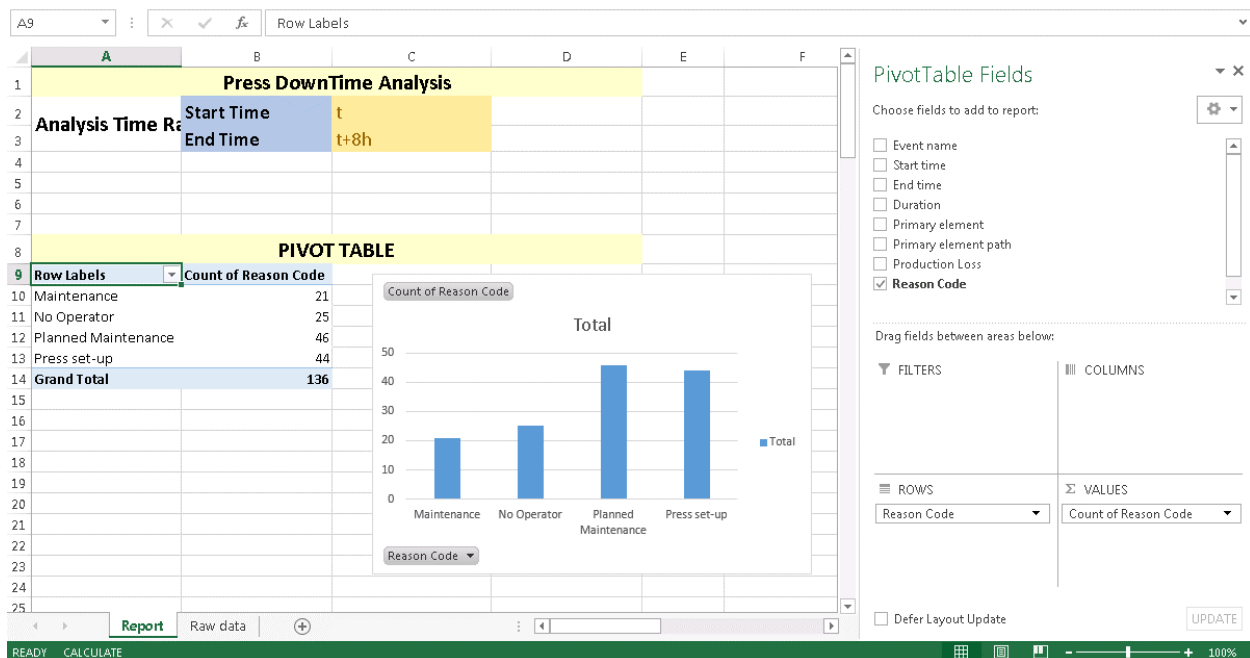 A9 fx Row Labels
A B C D E F
1 Press DownTime Analysis
2 Analysis Time Ra Start Time t
3 End Time t+8h
4
5
6
7
8 PIVOT TABLE
9 Row Labels Count of Reason Code
10 Maintenance 21
11 No Operator 25
12 Planned Maintenance 46
13 Press set-up 44
14 Grand Total 136
15
16
17
18
19
20
21
22
23
24
25
Count of Reason Code
Total
50
40
30
20
10
0
Maintenance No Operator Planned Maintenance Press set-up
Total
Reason Code
Report Raw data
READY CALCULATE 100%
PivotTable Fields
Choose fields to add to report:
Event name
Start time
End time
Duration
Primary element
Primary element path
Production Loss
Reason Code
Drag fields between areas below:
FILTERS COLUMNS
ROWS Σ VALUES
Reason Code Count of Reason Code
Defer Layout Update UPDATE